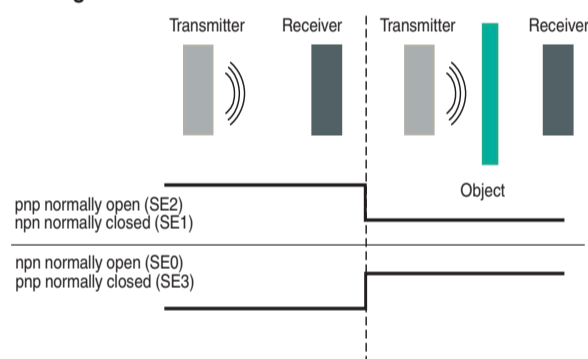 Transmitter Receiver Transmitter Receiver
Object
pnp normally open (SE2)
npn normally closed (SE1)
npn normally open (SE0)
pnp normally closed (SE3)